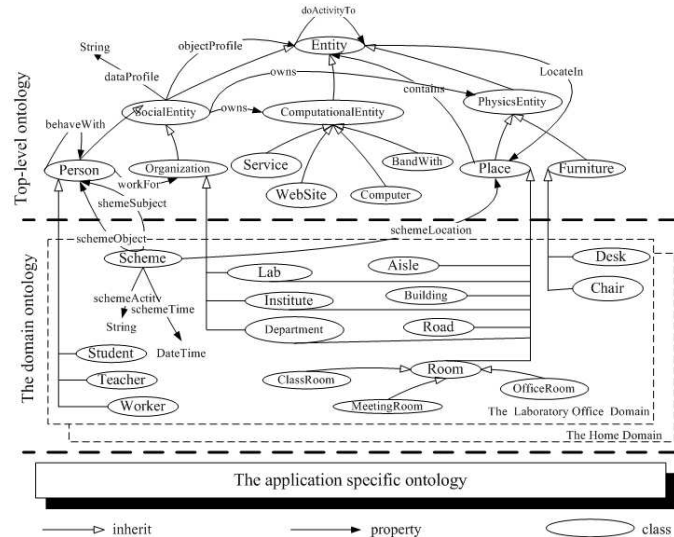 doActivityTo
String
objectProfile
Entity
dataProfile
owns
LocateIn
contains
SocialEntity
owns
ComputationalEntity
PhysicsEntity
behaveWith
Person
Organization
Service
BandWith
Place
Furniture
workFor
WebSite
Computer
shemeSubject
Top-level ontology
schemeObject
schemeLocation
Scheme
Lab
Aisle
Desk
schemeActiti
schemeTime
Institute
Building
Chair
String
Department
Road
DateTime
Student
Room
Teacher
ClassRoom
OfficeRoom
Worker
MeetingRoom
The Laboratory Office Domain
The Home Domain
The domain ontology
The application specific ontology
inherit
property
class